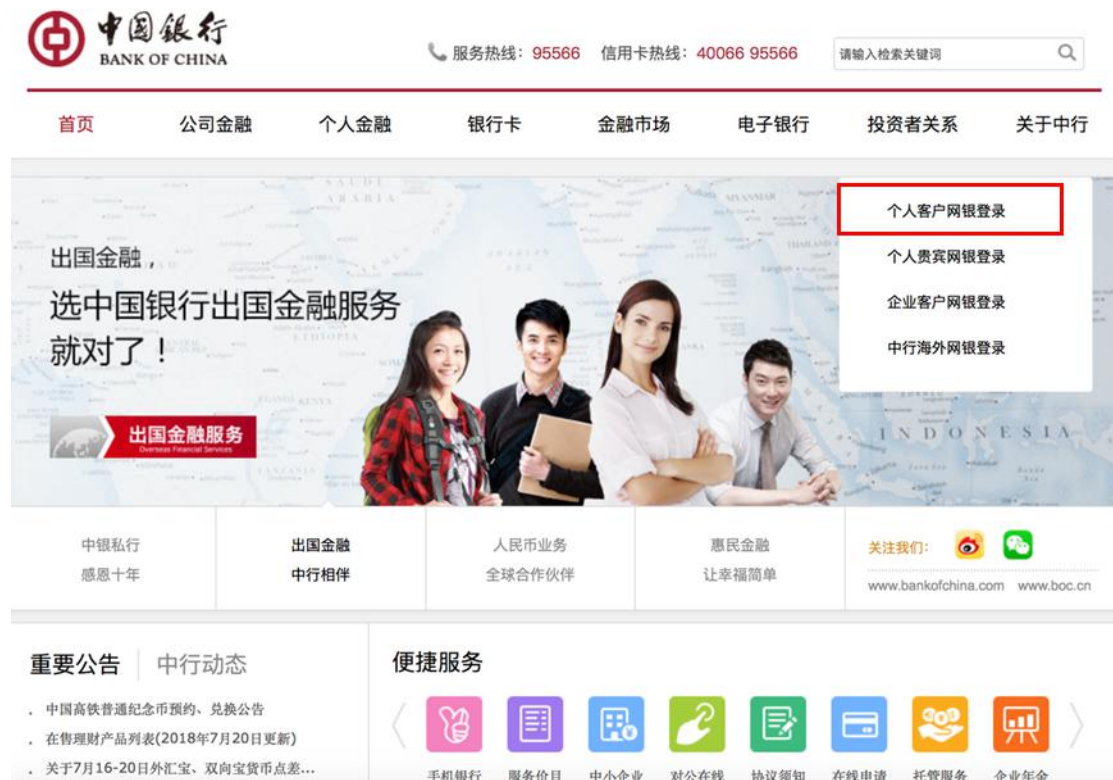 中国銀行
BANK OF CHINA
服务热线：95566 信用卡热线：40066 95566
请输入检索关键词
首页 公司金融 个人金融 银行卡 金融市场 电子银行 投资者关系 关于中行
个人客户网银登录
个人贵宾网银登录
企业客户网银登录
中行海外网银登录
出国金融，
选中国银行出国金融服务
就对了！
出国金融服务
Overseas Financial Services
SAUDI
ARABIA
MYANMAR
ETHIOPIA
KENYA
INDONESIA
中银私行
感恩十年
出国金融
中行相伴
人民币业务
全球合作伙伴
惠民金融
让幸福简单
关注我们：
www.bankofchina.com www.boc.cn
重要公告 中行动态
. 中国高铁普通纪念币预约、兑换公告
. 在售理财产品列表(2018年7月20日更新)
. 关于7月16-20日外汇宝、双向宝货币点差...
便捷服务
手机银行 服务价目 中小企业 对公在线 协议须知 在线申请 托管服务 企业年金